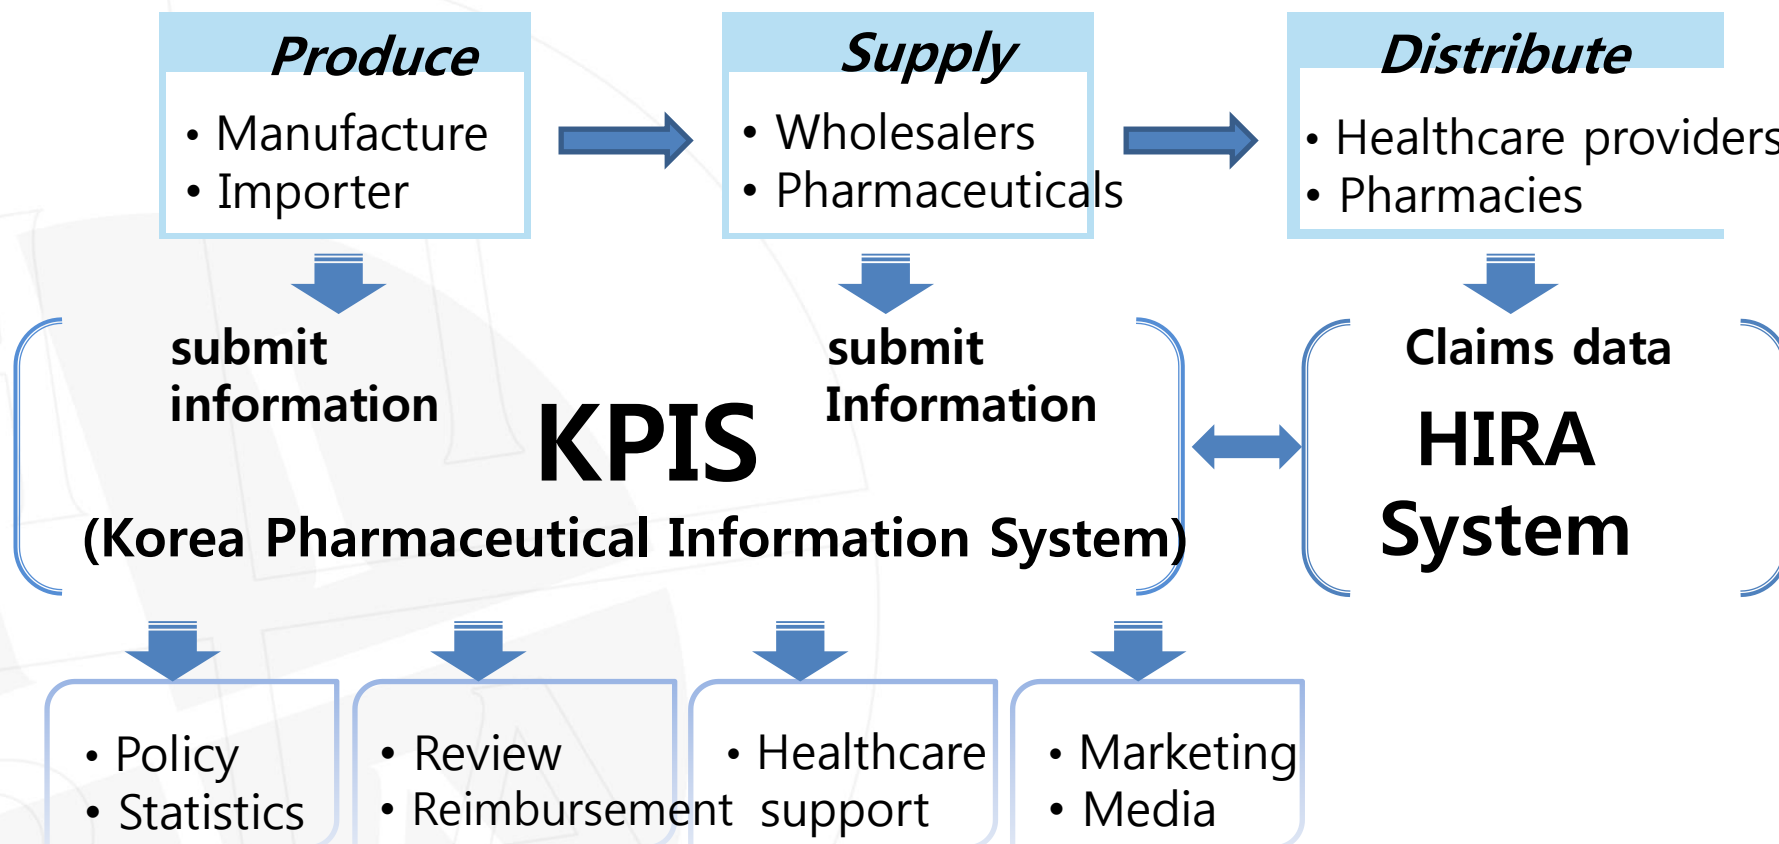 Produce
• Manufacture
• Importer
Supply
• Wholesalers
• Pharmaceuticals
Distribute
• Healthcare providers
• Pharmacies
submit
information
submit
Information
KPIS
(Korea Pharmaceutical Information System)
Claims data
HIRA
System
• Policy
• Statistics
• Review
• Reimbursement
• Healthcare
support
• Marketing
• Media